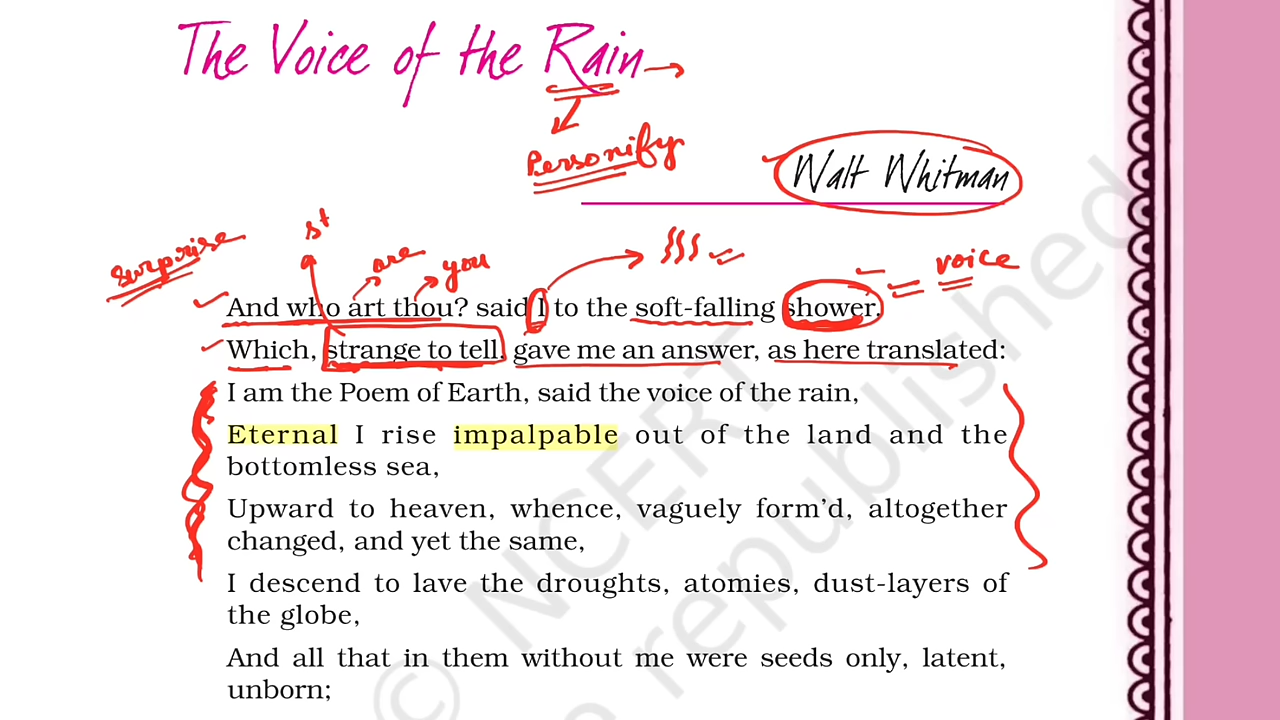 The Voice of the Rain
Personify
Walt Whitman
st
Surprise
are
you
voice
And who art thou? said I to the soft-falling shower.
Which, strange to tell, gave me an answer, as here translated:
I am the Poem of Earth, said the voice of the rain,
Eternal I rise impalpable out of the land and the
bottomless sea,
Upward to heaven, whence, vaguely form'd, altogether
changed, and yet the same,
I descend to lave the droughts, atomies, dust-layers of
the globe,
And all that in them without me were seeds only, latent,
unborn;
© NCERT
republished